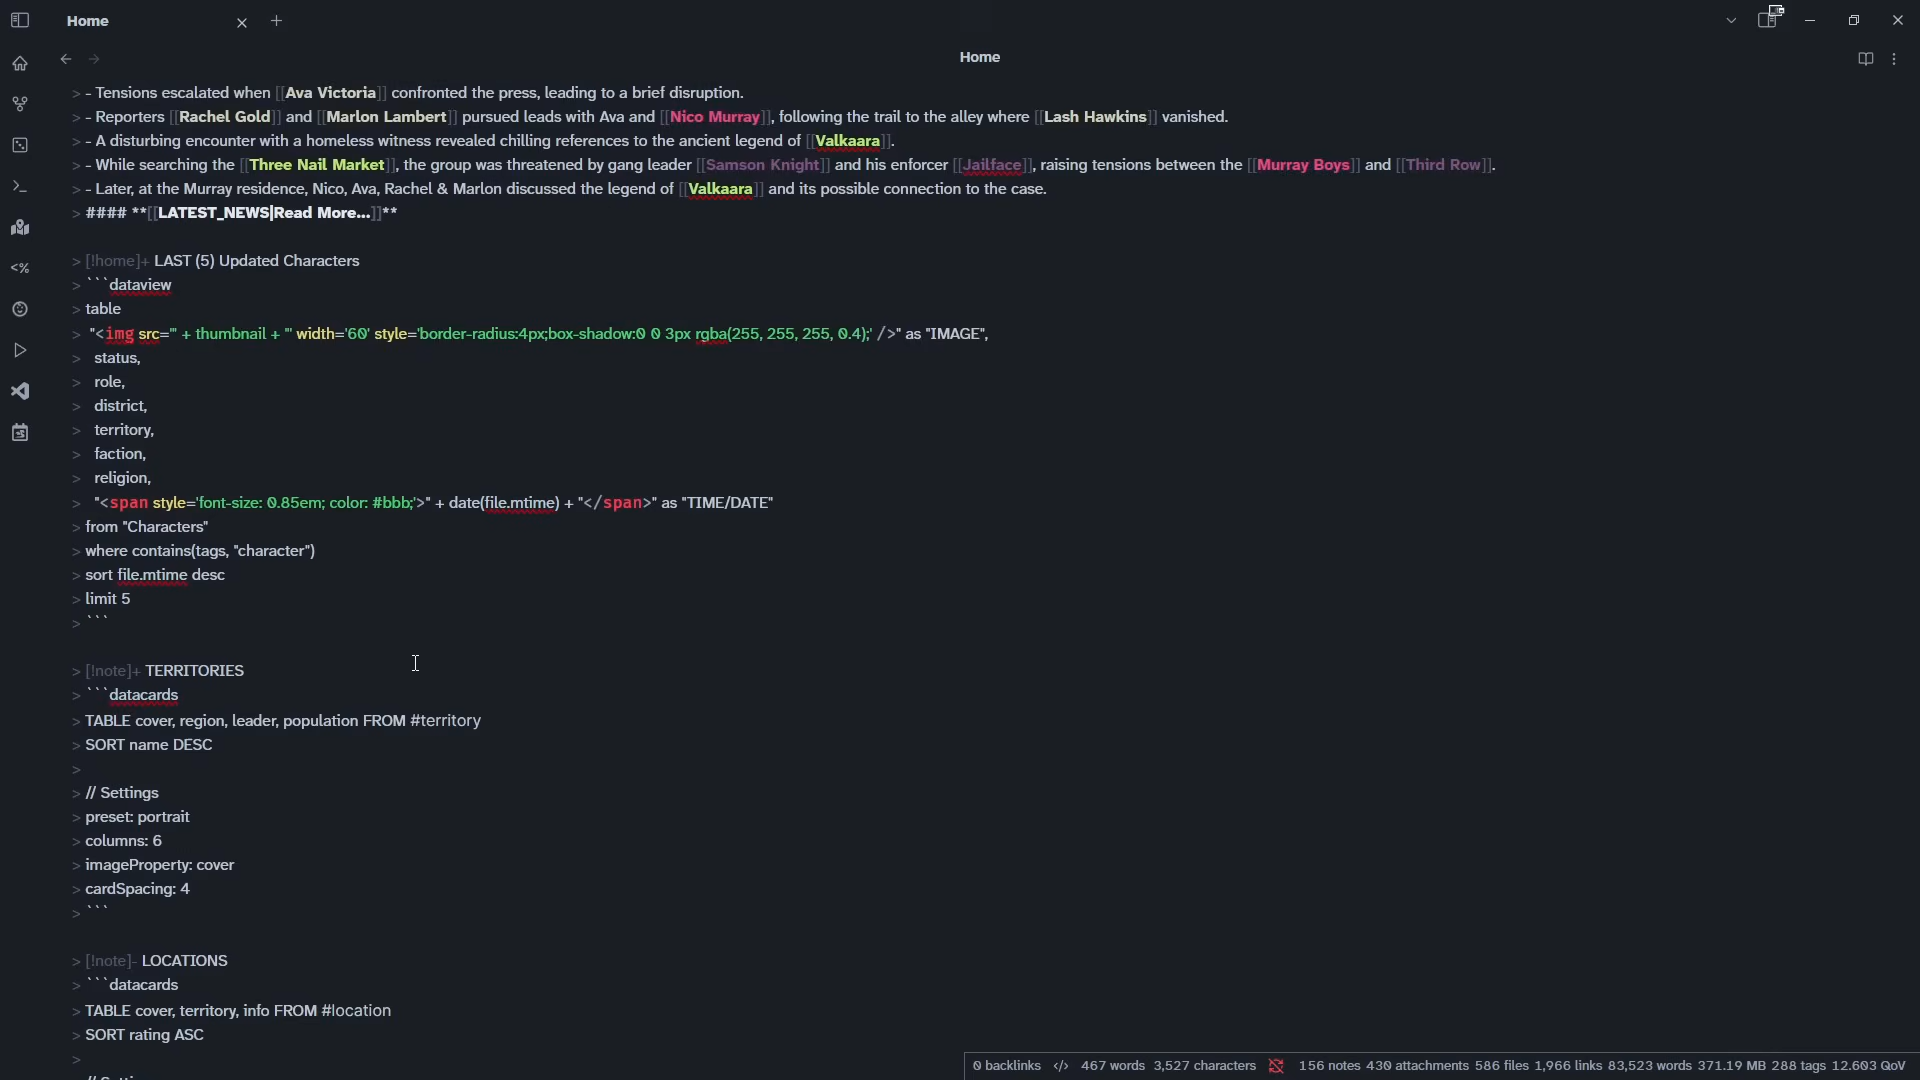 Home
Home
> - Tensions escalated when [[Ava Victoria]] confronted the press, leading to a brief disruption.
> - Reporters [[Rachel Gold]] and [[Marlon Lambert]] pursued leads with Ava and [[Nico Murray]], following the trail to the alley where [[Lash Hawkins]] vanished.
> - A disturbing encounter with a homeless witness revealed chilling references to the ancient legend of [[Valkaara]].
> - While searching the [[Three Nail Market]], the group was threatened by gang leader [[Samson Knight]] and his enforcer [[Jailface]], raising tensions between the [[Murray Boys]] and [[Third Row]].
> - Later, at the Murray residence, Nico, Ava, Rachel & Marlon discussed the legend of [[Valkaara]] and its possible connection to the case.
> #### **[[LATEST_NEWS|Read More...]]**
> [!home]+ LAST (5) Updated Characters
> ```dataview
> table
> "<img src='" + thumbnail + "' width='60' style='border-radius:4px;box-shadow:0 0 3px rgba(255, 255, 255, 0.4);' />" as "IMAGE",
> status,
> role,
> district,
> territory,
> faction,
> religion,
> "<span style='font-size: 0.85em; color: #bbb;'>" + date(file.mtime) + "</span>" as "TIME/DATE"
> from "Characters"
> where contains(tags, "character")
> sort file.mtime desc
> limit 5
> ```
> [!note]+ TERRITORIES
> ```datacards
> TABLE cover, region, leader, population FROM #territory
> SORT name DESC
>
> // Settings
> preset: portrait
> columns: 6
> imageProperty: cover
> cardSpacing: 4
> ```
> [!note]- LOCATIONS
> ```datacards
> TABLE cover, territory, info FROM #location
> SORT rating ASC
>
0 backlinks </> 467 words 3,527 characters 156 notes 430 attachments 586 files 1,966 links 83,523 words 371.19 MB 288 tags 12.603 QoV